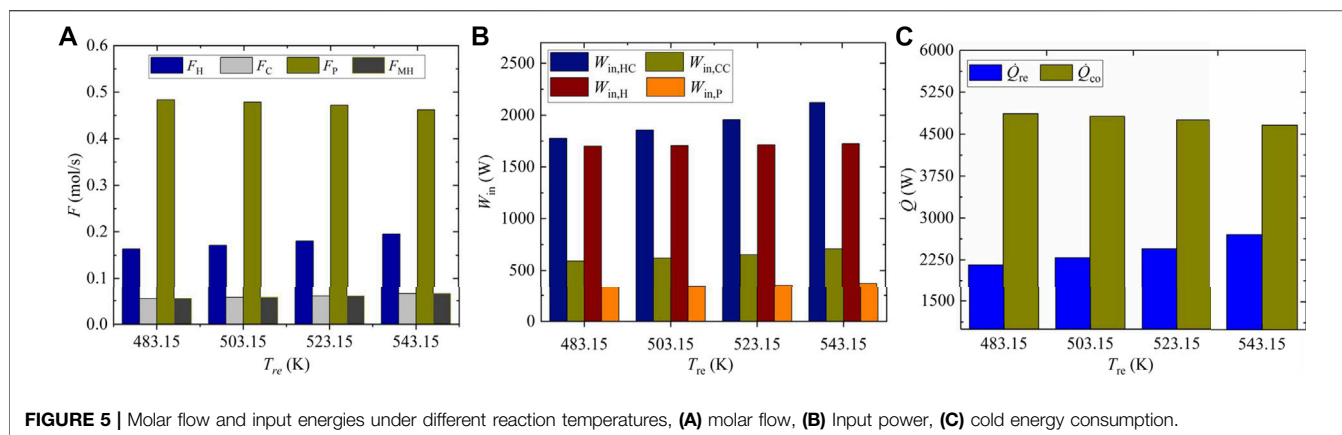 A
F_H F_C F_P F_MH
0.6
0.5
0.4
0.3
0.2
0.1
0.0
F (mol/s)
483.15 503.15 523.15 543.15
T_re (K)
B
W_in,HC W_in,CC
W_in,H W_in,P
2500
2000
1750
1500
1000
500
0
W_in (W)
483.15 503.15 523.15 543.15
T_re (K)
C
Q̇_re Q̇_co
6000
5250
4500
3750
3000
2250
1500
Q̇ (W)
483.15 503.15 523.15 543.15
T_re (K)
FIGURE 5 | Molar flow and input energies under different reaction temperatures, (A) molar flow, (B) Input power, (C) cold energy consumption.